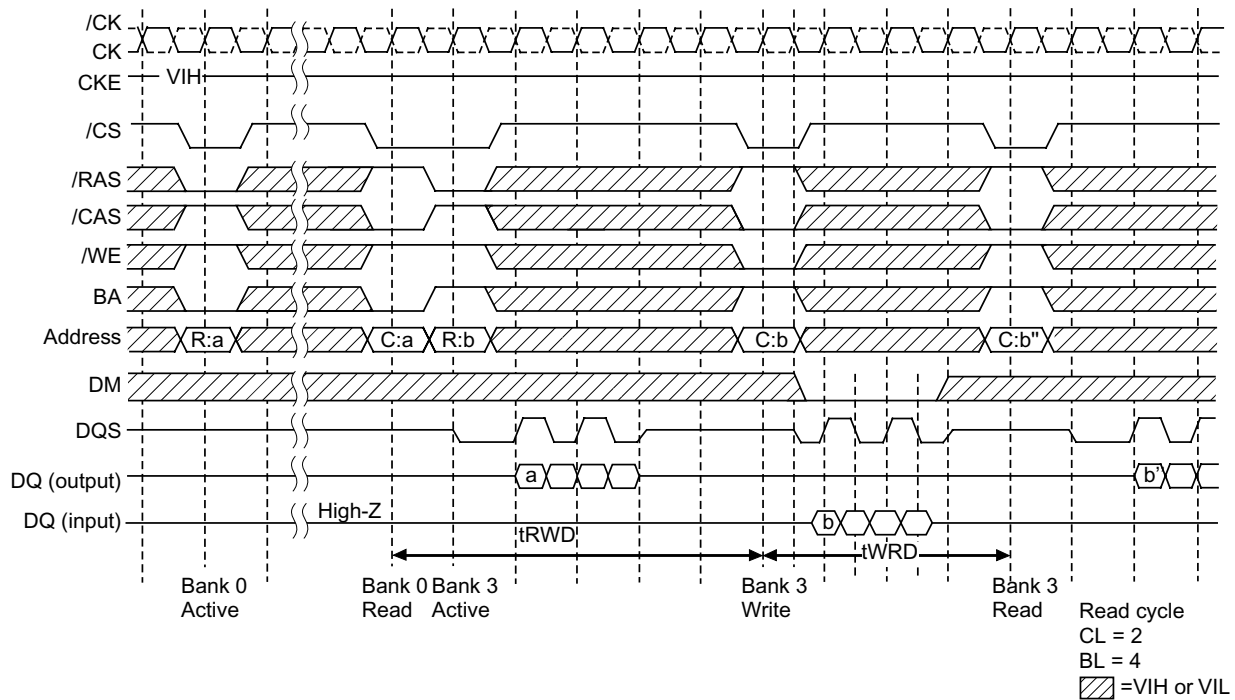 /CK
CK
CKE
VIH
/CS
/RAS
/CAS
/WE
BA
Address
R:a
C:a
R:b
C:b
C:b"
DM
DQS
DQ (output)
a
b'
DQ (input)
High-Z
b
tRWD
tWRD
Bank 0
Active
Bank 0
Read
Bank 3
Active
Bank 3
Write
Bank 3
Read
Read cycle
CL = 2
BL = 4
=VIH or VIL